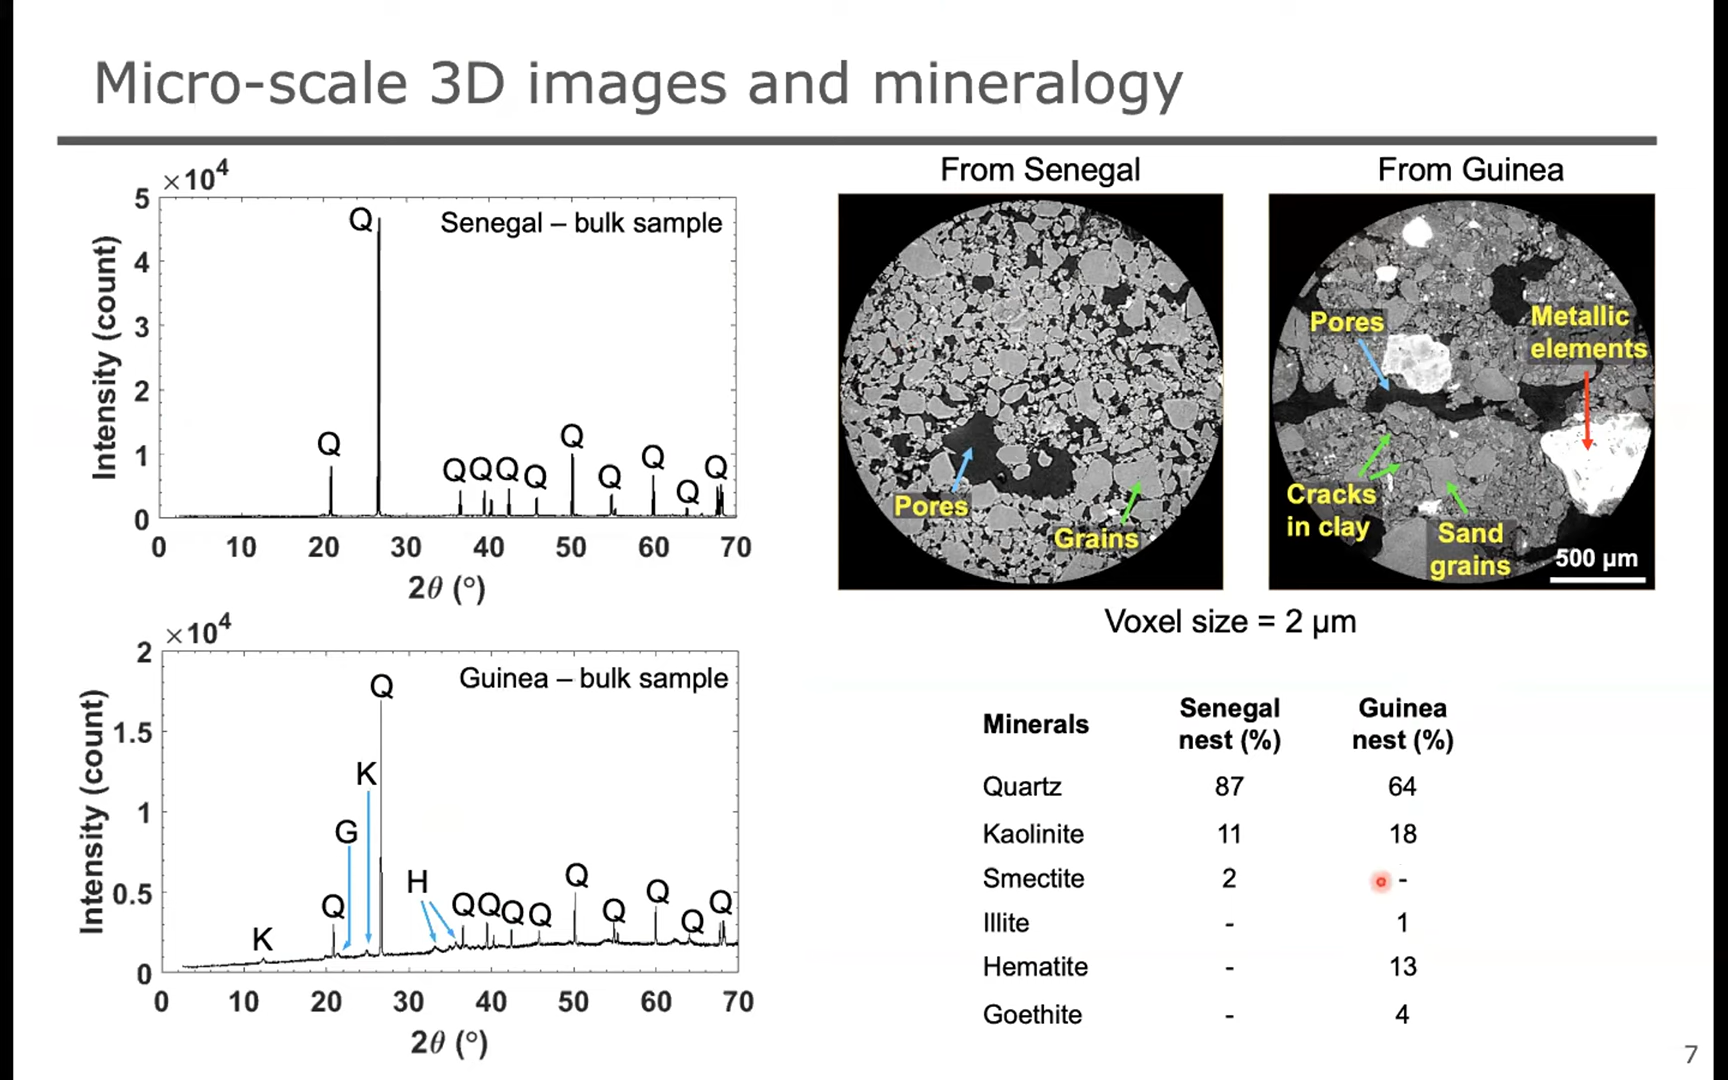 Micro-scale 3D images and mineralogy
×10⁴
5
4
3
2
1
0
Intensity (count)
Senegal – bulk sample
Q
Q
Q
Q
Q
Q
Q
Q
Q
Q
Q
0 10 20 30 40 50 60 70
2θ (°)
×10⁴
2
1.5
1
0.5
0
Intensity (count)
Guinea – bulk sample
Q
K
G
H
K
Q
Q
Q
Q
Q
Q
Q
Q
Q
Q
0 10 20 30 40 50 60 70
2θ (°)
From Senegal
Pores
Grains
From Guinea
Pores
Metallic
elements
Cracks
in clay
Sand
grains
500 µm
Voxel size = 2 µm
Minerals Senegal nest (%) Guinea nest (%)
Quartz 87 64
Kaolinite 11 18
Smectite 2 -
Illite - 1
Hematite - 13
Goethite - 4
7